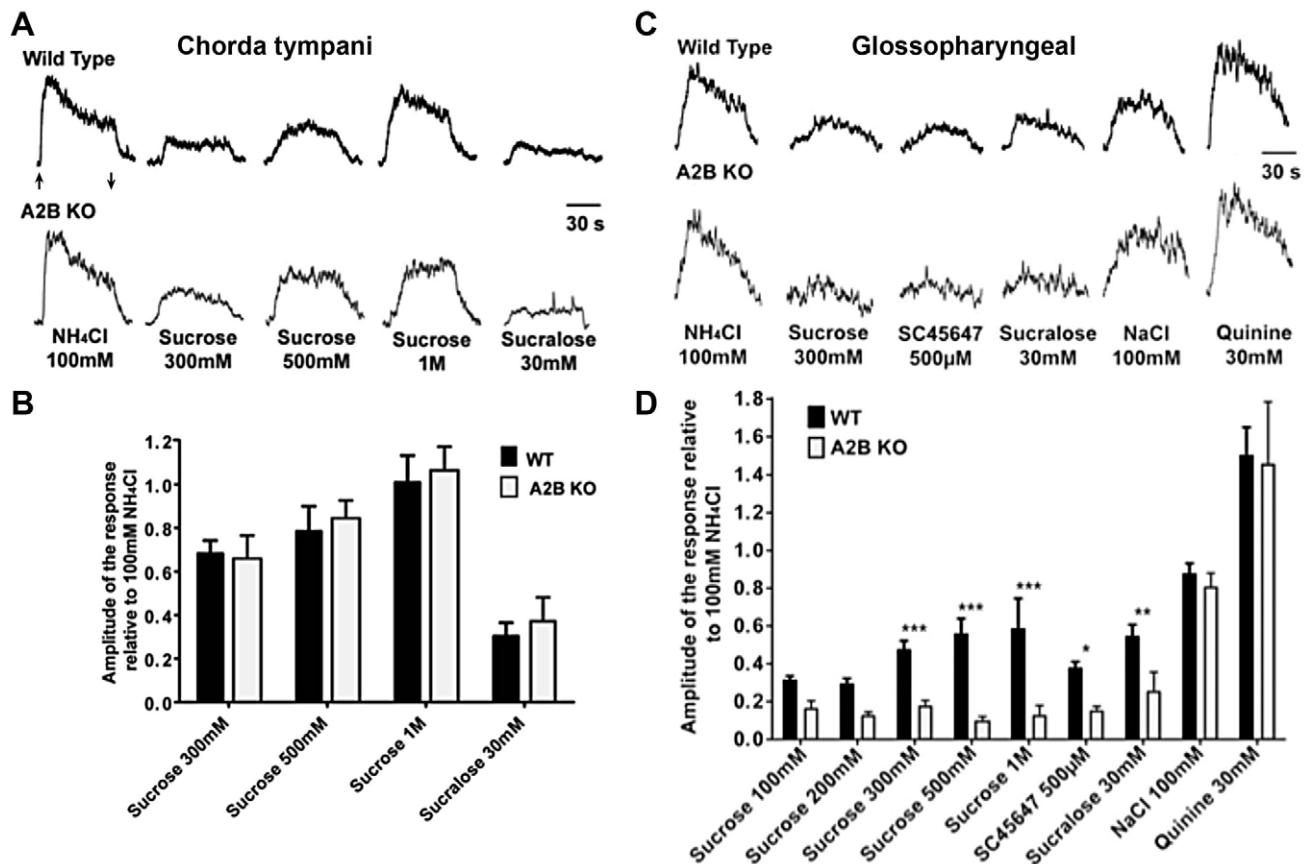 A
Chorda tympani
Wild Type
A2B KO
30 s
NH₄Cl
100mM
Sucrose
300mM
Sucrose
500mM
Sucrose
1M
Sucralose
30mM
B
Amplitude of the response
relative to 100mM NH₄Cl
1.2
1.0
0.8
0.6
0.4
0.2
0.0
WT
A2B KO
Sucrose 300mM
Sucrose 500mM
Sucrose 1M
Sucralose 30mM
C
Glossopharyngeal
Wild Type
A2B KO
30 s
NH₄Cl
100mM
Sucrose
300mM
SC45647
500µM
Sucralose
30mM
NaCl
100mM
Quinine
30mM
D
Amplitude of the response relative
to 100mM NH₄Cl
1.8
1.6
1.4
1.2
1.0
0.8
0.6
0.4
0.2
0.0
WT
A2B KO
***
***
***
*
**
Sucrose 100mM
Sucrose 200mM
Sucrose 300mM
Sucrose 500mM
Sucrose 1M
SC45647 500µM
Sucralose 30mM
NaCl 100mM
Quinine 30mM